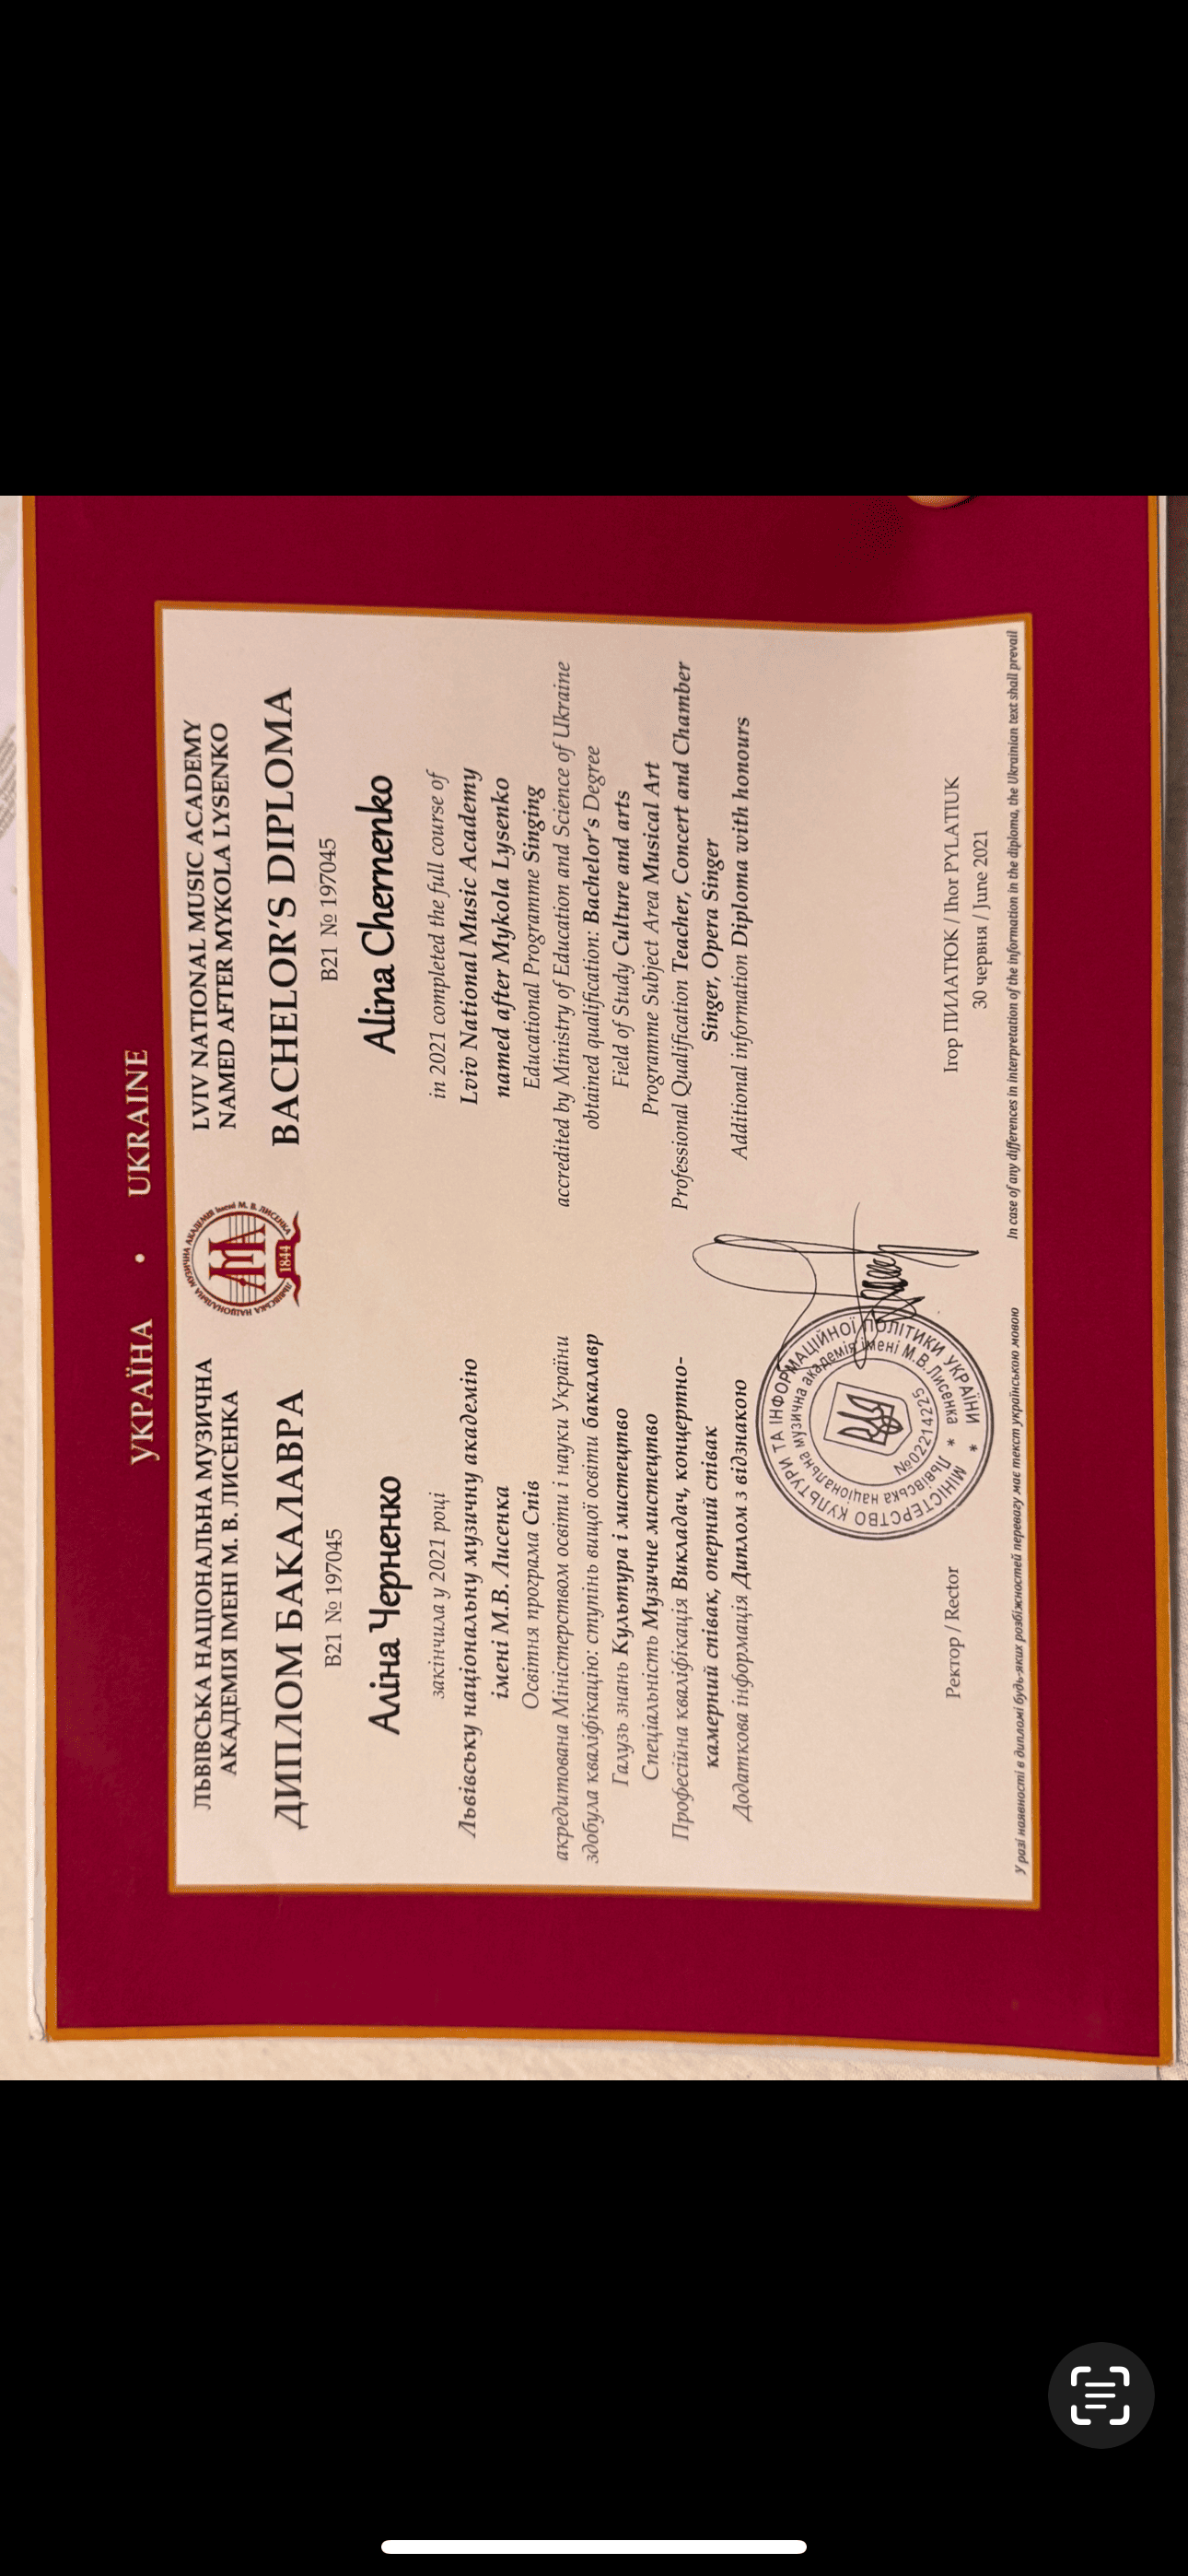 УКРАЇНА • UKRAINE
ЛЬВІВСЬКА НАЦІОНАЛЬНА МУЗИЧНА
АКАДЕМІЯ ІМЕНІ М. В. ЛИСЕНКА
ДИПЛОМ БАКАЛАВРА
B21 № 197045
Аліна Черненко
закінчила у 2021 році
Львівську національну музичну академію
імені М.В. Лисенка
Освітня програма Спів
акредитована Міністерством освіти і науки України
здобула кваліфікацію: ступінь вищої освіти бакалавр
Галузь знань Культура і мистецтво
Спеціальність Музичне мистецтво
Професійна кваліфікація Викладач, концертно-
камерний співак, оперний співак
Додаткова інформація Диплом з відзнакою
ЛЬВІВСЬКА НАЦІОНАЛЬНА МУЗИЧНА АКАДЕМІЯ імені М. В. ЛИСЕНКА
1844
LVIV NATIONAL MUSIC ACADEMY
NAMED AFTER MYKOLA LYSENKO
BACHELOR'S DIPLOMA
B21 № 197045
Alina Chernenko
in 2021 completed the full course of
Lviv National Music Academy
named after Mykola Lysenko
Educational Programme Singing
accredited by Ministry of Education and Science of Ukraine
obtained qualification: Bachelor's Degree
Field of Study Culture and arts
Programme Subject Area Musical Art
Professional Qualification Teacher, Concert and Chamber
Singer, Opera Singer
Additional information Diploma with honours
Ректор / Rector
МІНІСТЕРСТВО КУЛЬТУРИ ТА ІНФОРМАЦІЙНОЇ ПОЛІТИКИ УКРАЇНИ *
Львівська національна музична академія імені М.В.Лисенка *
№02214225
Ігор ПИЛАТЮК / Ihor PYLATIUK
30 червня / June 2021
У разі наявності в дипломі будь-яких розбіжностей перевагу має текст українською мовою
In case of any differences in interpretation of the information in the diploma, the Ukrainian text shall prevail